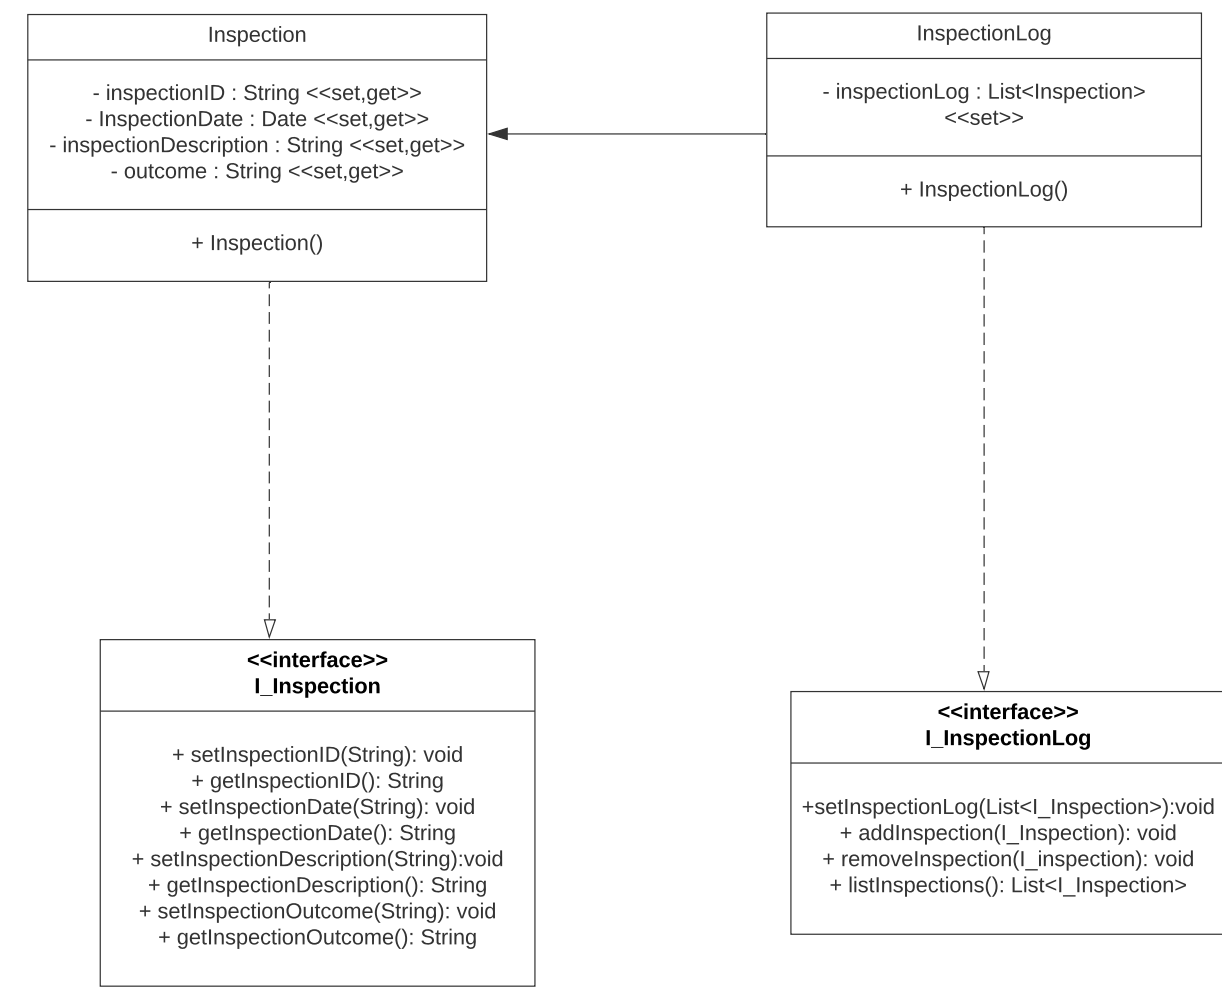 Inspection
- inspectionID : String <<set,get>>
- InspectionDate : Date <<set,get>>
- inspectionDescription : String <<set,get>>
- outcome : String <<set,get>>
+ Inspection()
InspectionLog
- inspectionLog : List<Inspection>
<<set>>
+ InspectionLog()
<<interface>>
I_Inspection
+ setInspectionID(String): void
+ getInspectionID(): String
+ setInspectionDate(String): void
+ getInspectionDate(): String
+ setInspectionDescription(String):void
+ getInspectionDescription(): String
+ setInspectionOutcome(String): void
+ getInspectionOutcome(): String
<<interface>>
I_InspectionLog
+setInspectionLog(List<I_Inspection>):void
+ addInspection(I_Inspection): void
+ removeInspection(I_inspection): void
+ listInspections(): List<I_Inspection>